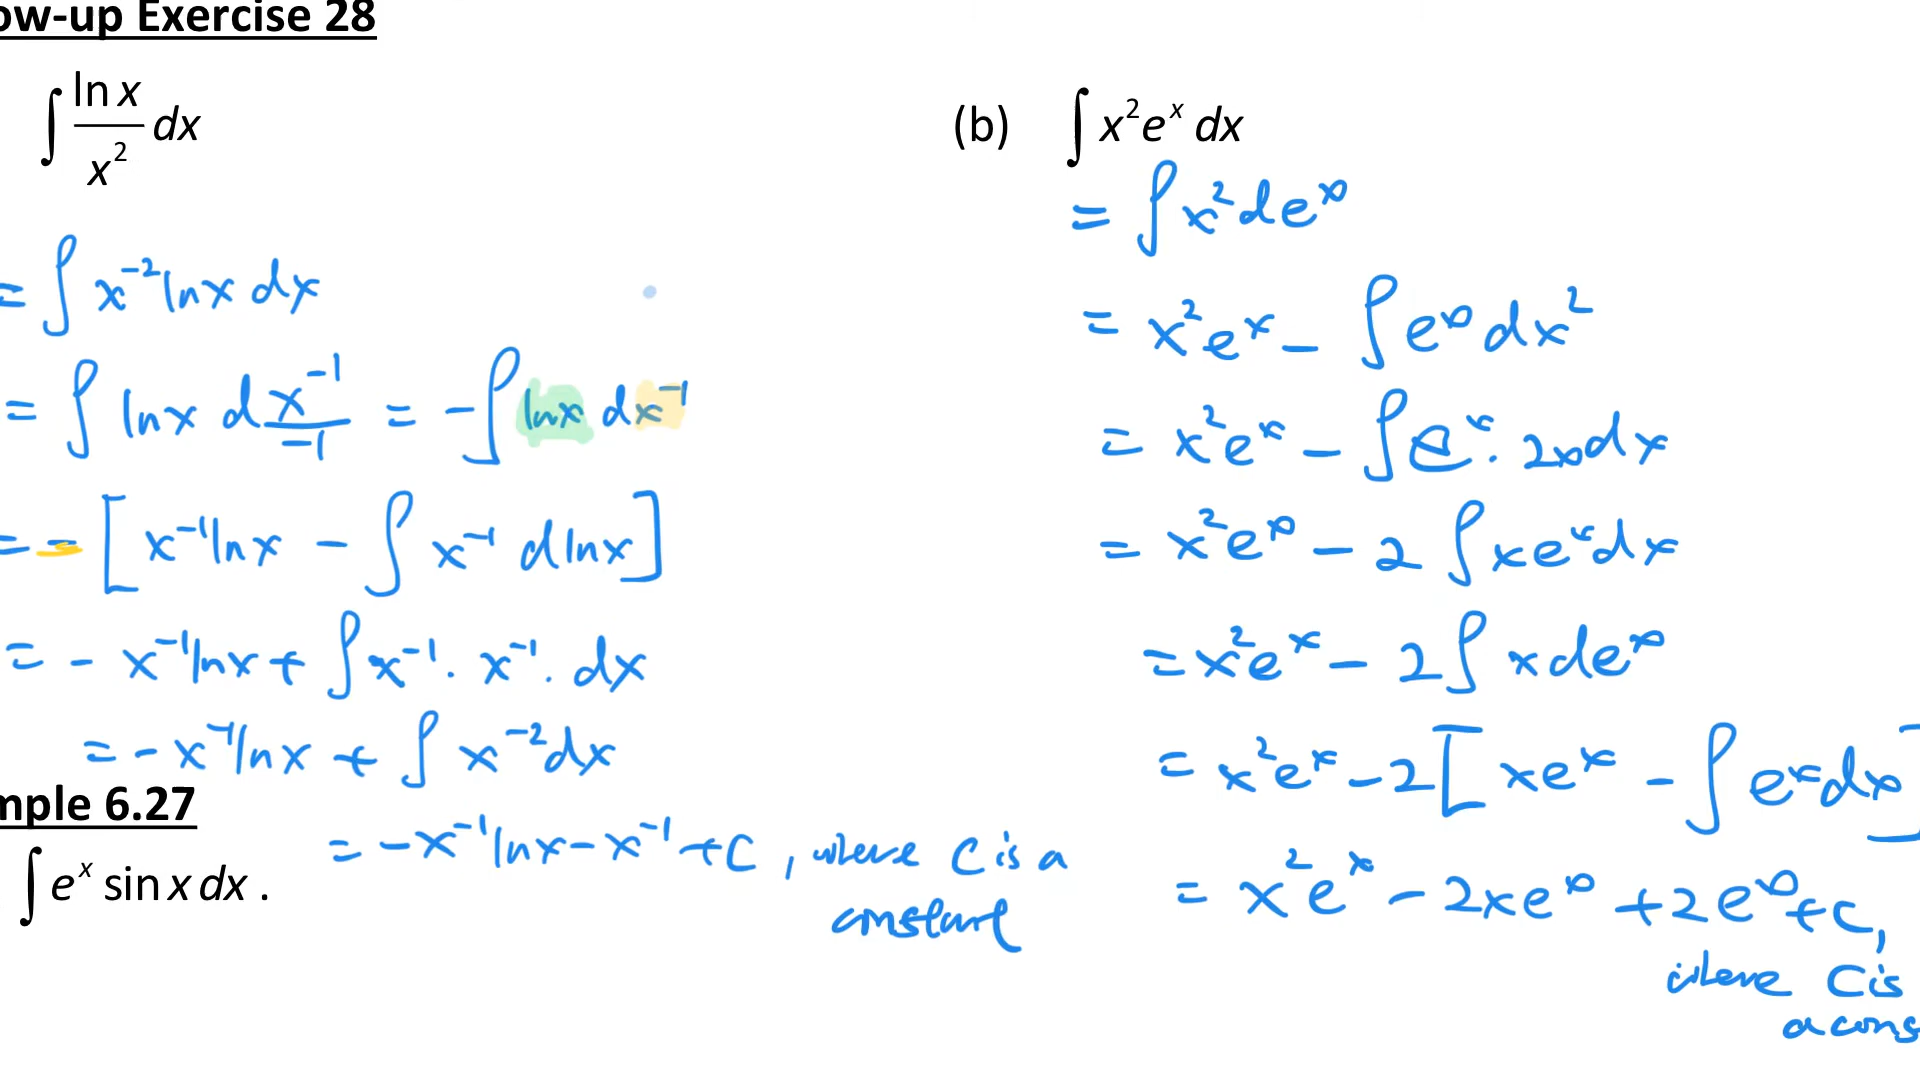 ow-up Exercise 28
∫ ln x / x² dx
= ∫ x⁻² ln x dx
= ∫ ln x d x⁻¹/−1 = −∫ ln x dx⁻¹
= −[x⁻¹ ln x − ∫ x⁻¹ d ln x]
= − x⁻¹ ln x + ∫ x⁻¹ · x⁻¹ · dx
= − x⁻¹ ln x + ∫ x⁻² dx
= −x⁻¹ ln x − x⁻¹ + C, where C is a
constant
mple 6.27
∫ eˣ sin x dx .
(b) ∫ x²eˣ dx
= ∫ x² deˣ
= x²eˣ − ∫ eˣ dx²
= x²eˣ − ∫ eˣ · 2x dx
= x²eˣ − 2 ∫ xeˣ dx
= x²eˣ − 2 ∫ x deˣ
= x²eˣ − 2[xeˣ − ∫ eˣ dx]
= x²eˣ − 2xeˣ + 2eˣ + C,
where C is
a cons